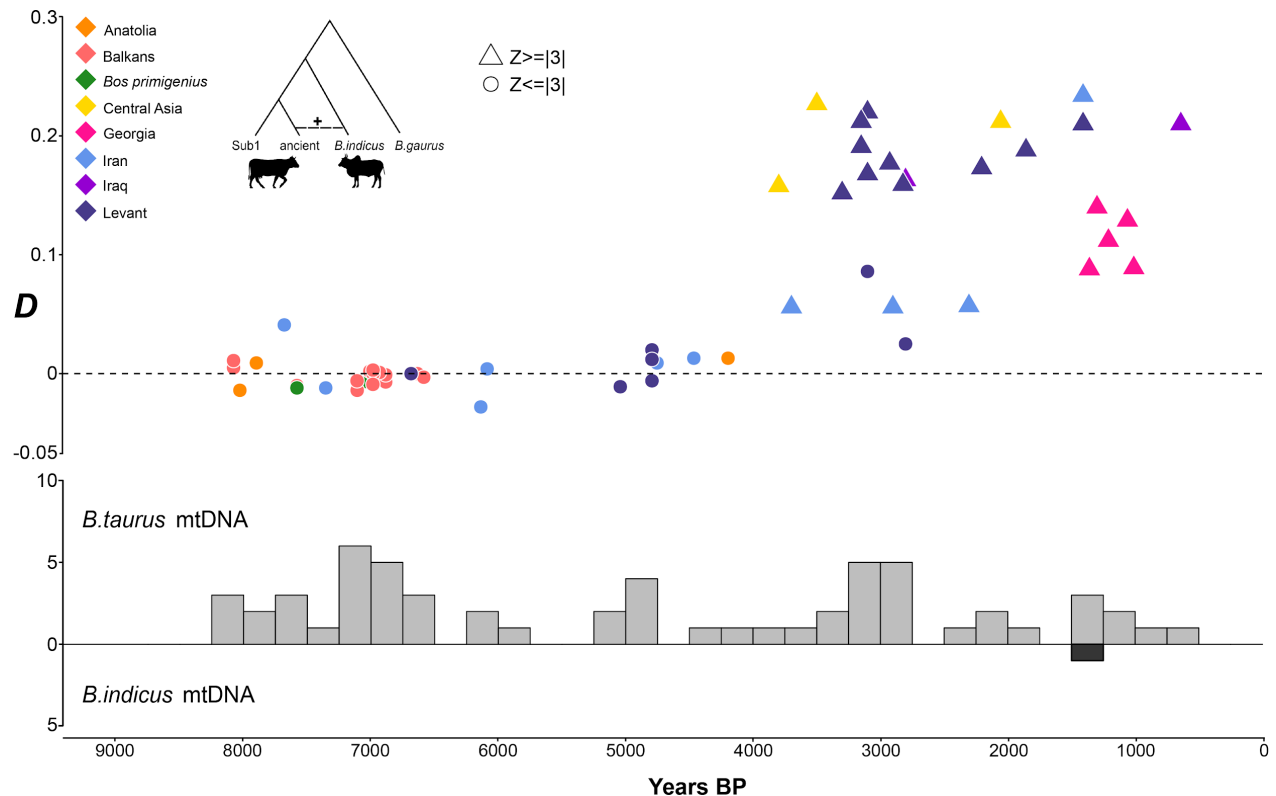 0.3
0.2
0.1
0
-0.05
D
Anatolia
Balkans
Bos primigenius
Central Asia
Georgia
Iran
Iraq
Levant
+
Sub1 ancient B.indicus B.gaurus
Z>=|3|
Z<=|3|
10
5
0
5
B.taurus mtDNA
B.indicus mtDNA
9000 8000 7000 6000 5000 4000 3000 2000 1000 0
Years BP